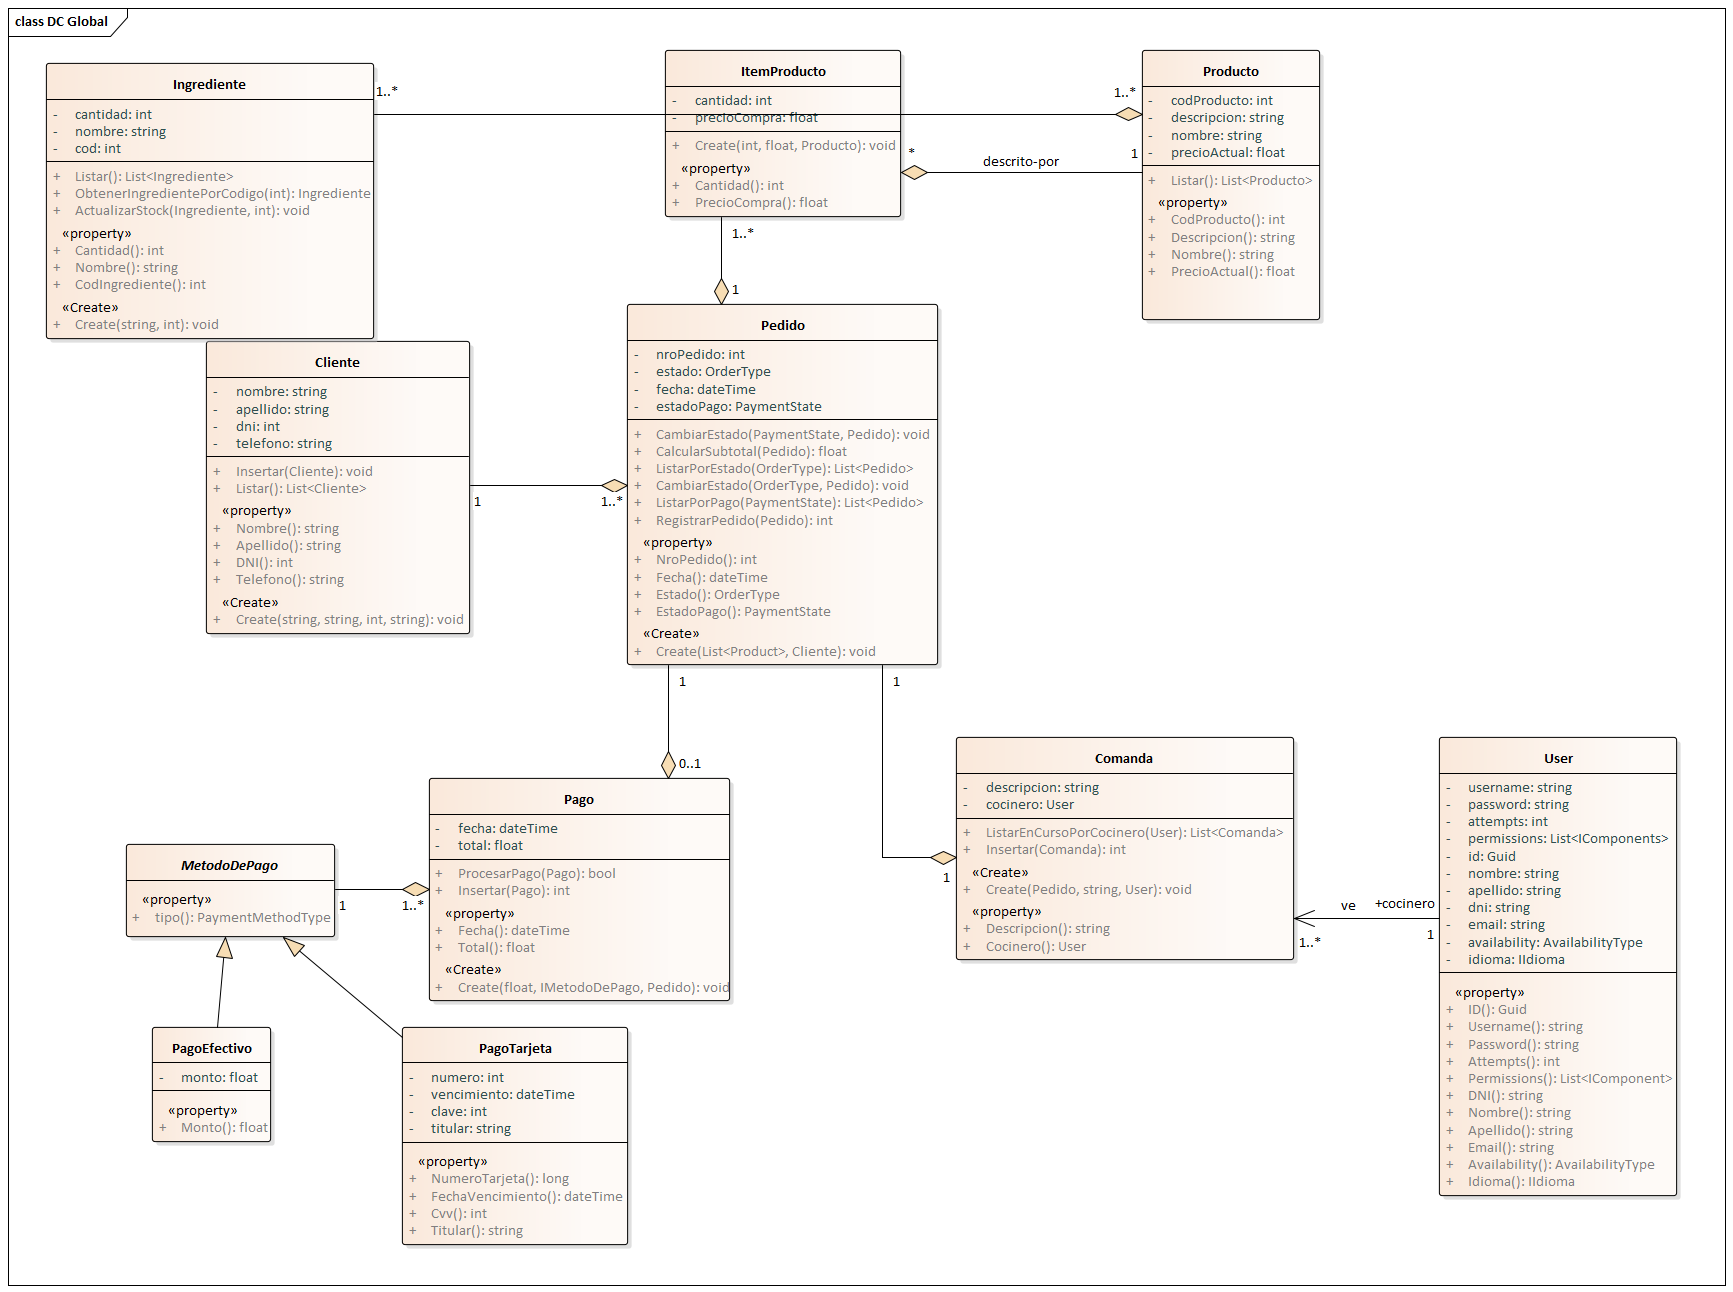 class DC Global
Ingrediente
- cantidad: int
- nombre: string
- cod: int
+ Listar(): List<Ingrediente>
+ ObtenerIngredientePorCodigo(int): Ingrediente
+ ActualizarStock(Ingrediente, int): void
«property»
+ Cantidad(): int
+ Nombre(): string
+ CodIngrediente(): int
«Create»
+ Create(string, int): void
1..*
ItemProducto
- cantidad: int
- precioCompra: float
+ Create(int, float, Producto): void
«property»
+ Cantidad(): int
+ PrecioCompra(): float
1..*
*
descrito-por
1
Producto
- codProducto: int
- descripcion: string
- nombre: string
- precioActual: float
+ Listar(): List<Producto>
«property»
+ CodProducto(): int
+ Descripcion(): string
+ Nombre(): string
+ PrecioActual(): float
1..*
1
Cliente
- nombre: string
- apellido: string
- dni: int
- telefono: string
+ Insertar(Cliente): void
+ Listar(): List<Cliente>
«property»
+ Nombre(): string
+ Apellido(): string
+ DNI(): int
+ Telefono(): string
«Create»
+ Create(string, string, int, string): void
1
1..*
Pedido
- nroPedido: int
- estado: OrderType
- fecha: dateTime
- estadoPago: PaymentState
+ CambiarEstado(PaymentState, Pedido): void
+ CalcularSubtotal(Pedido): float
+ ListarPorEstado(OrderType): List<Pedido>
+ CambiarEstado(OrderType, Pedido): void
+ ListarPorPago(PaymentState): List<Pedido>
+ RegistrarPedido(Pedido): int
«property»
+ NroPedido(): int
+ Fecha(): dateTime
+ Estado(): OrderType
+ EstadoPago(): PaymentState
«Create»
+ Create(List<Product>, Cliente): void
1
1
0..1
Pago
- fecha: dateTime
- total: float
+ ProcesarPago(Pago): bool
+ Insertar(Pago): int
«property»
+ Fecha(): dateTime
+ Total(): float
«Create»
+ Create(float, IMetodoDePago, Pedido): void
MetodoDePago
«property»
+ tipo(): PaymentMethodType
1
1..*
PagoEfectivo
- monto: float
«property»
+ Monto(): float
PagoTarjeta
- numero: int
- vencimiento: dateTime
- clave: int
- titular: string
«property»
+ NumeroTarjeta(): long
+ FechaVencimiento(): dateTime
+ Cvv(): int
+ Titular(): string
Comanda
- descripcion: string
- cocinero: User
+ ListarEnCursoPorCocinero(User): List<Comanda>
+ Insertar(Comanda): int
«Create»
+ Create(Pedido, string, User): void
«property»
+ Descripcion(): string
+ Cocinero(): User
1
ve
+cocinero
1..*
1
User
- username: string
- password: string
- attempts: int
- permissions: List<IComponents>
- id: Guid
- nombre: string
- apellido: string
- dni: string
- email: string
- availability: AvailabilityType
- idioma: IIdioma
«property»
+ ID(): Guid
+ Username(): string
+ Password(): string
+ Attempts(): int
+ Permissions(): List<IComponent>
+ DNI(): string
+ Nombre(): string
+ Apellido(): string
+ Email(): string
+ Availability(): AvailabilityType
+ Idioma(): IIdioma